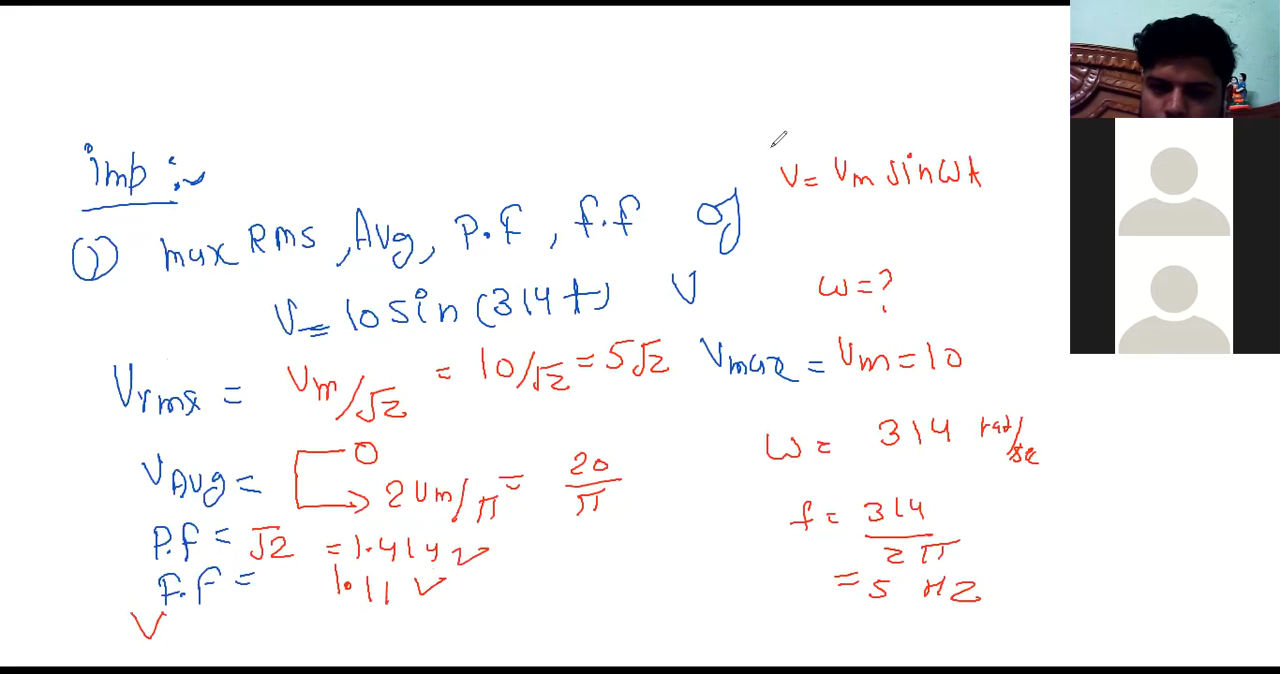 imp :~
V = Vm sin ωt
① max RMS, Avg, P.F, f.f of
V = 10 sin (314 t) V
ω = ?
Vrms = Vm/√2 = 10/√2 = 5√2
Vmax = Vm = 10
ω = 314 rad/sec
VAvg = 0
2Vm/π = 20/π
f = 314/2π
= 5 HZ
P.f = √2 = 1.414 ✓
F.F = 1.11 ✓
V